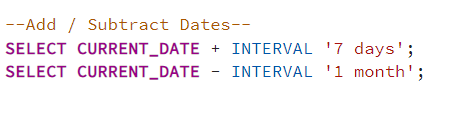 --Add / Subtract Dates--
SELECT CURRENT_DATE + INTERVAL '7 days';
SELECT CURRENT_DATE - INTERVAL '1 month';